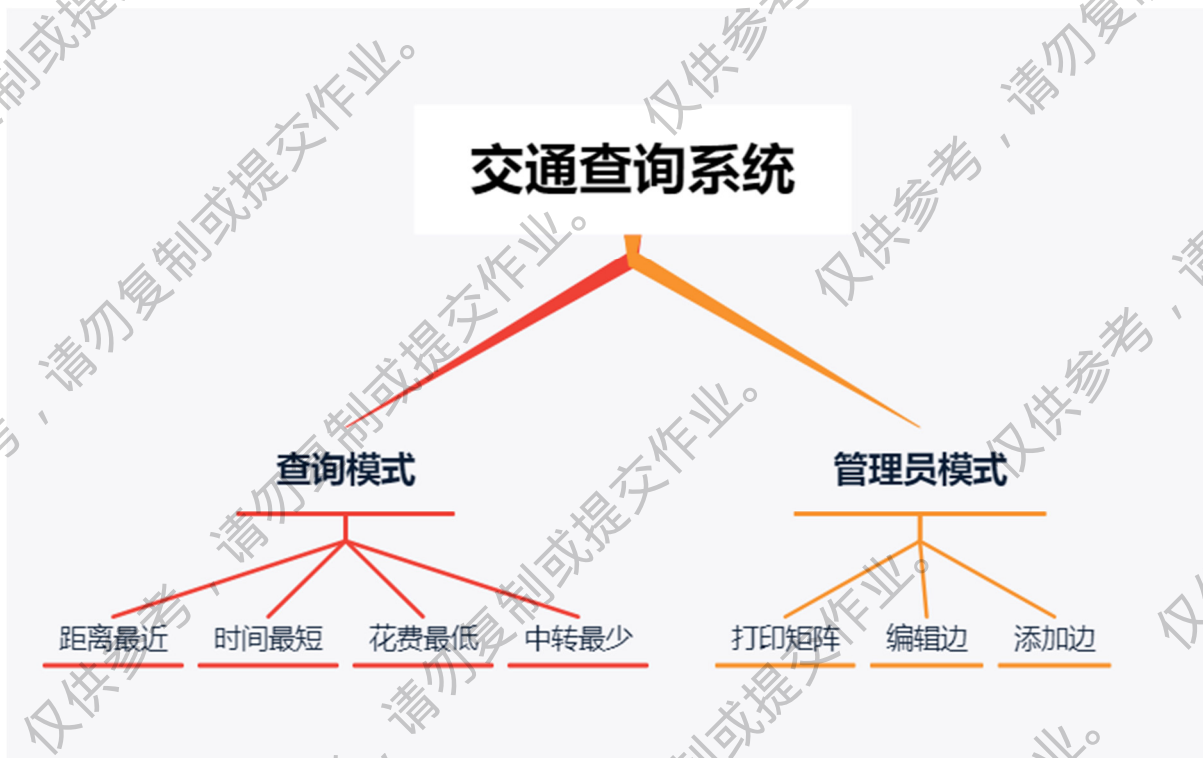 交通查询系统
查询模式
管理员模式
距离最近
时间最短
花费最低
中转最少
打印矩阵
编辑边
添加边
仅供参考，请勿复制或提交作业。